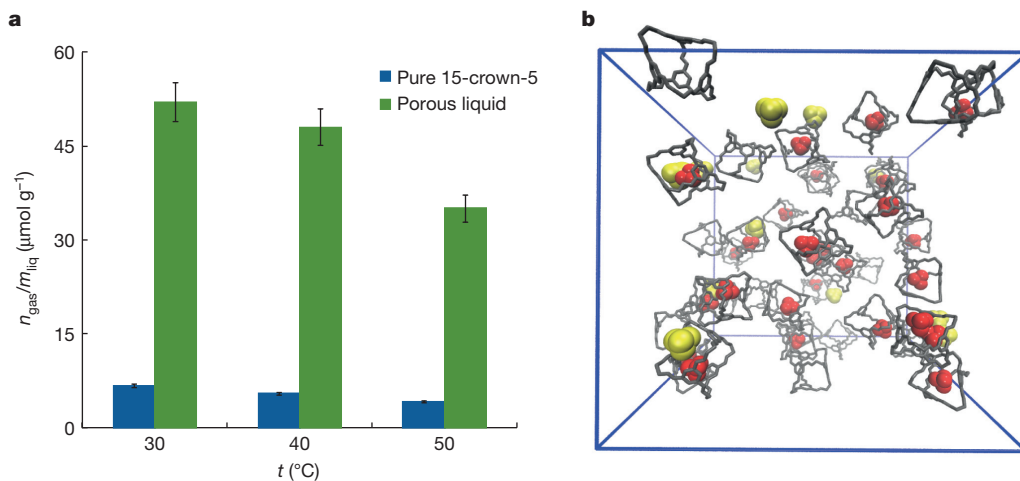 a
60
45
30
15
0
n_gas/m_liq (μmol g⁻¹)
Pure 15-crown-5
Porous liquid
30
40
50
t (°C)
b